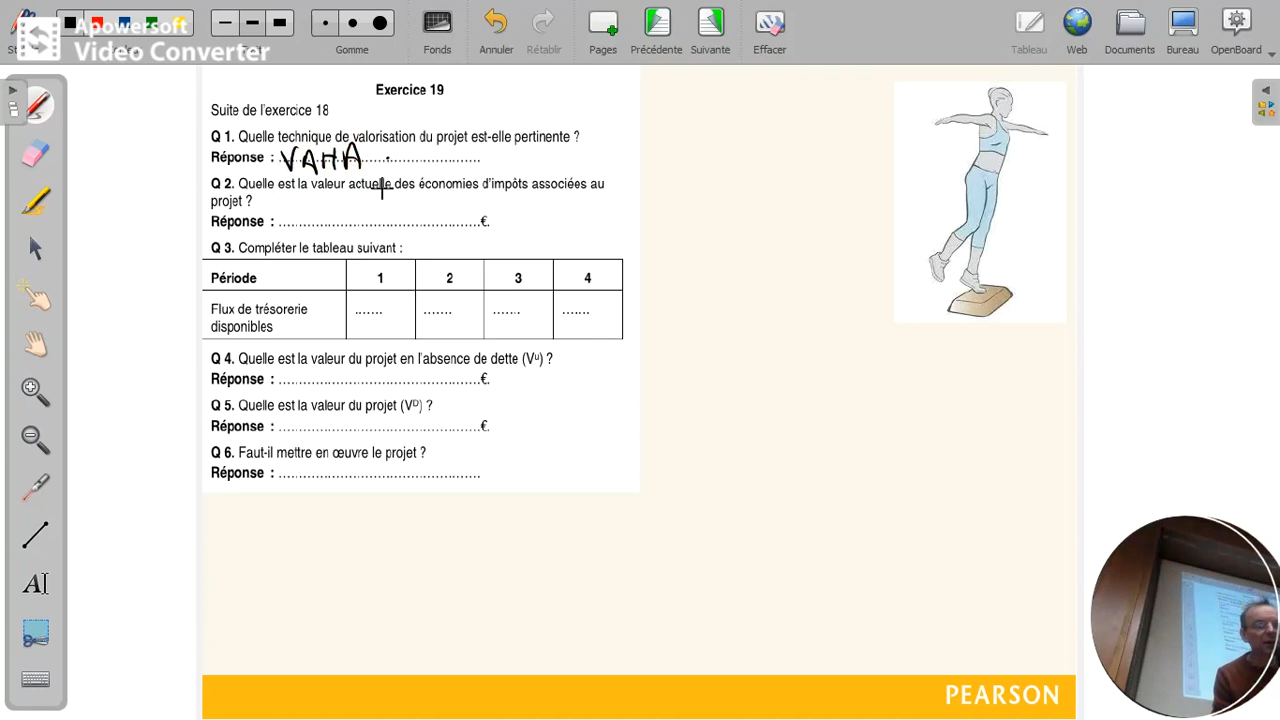 Apowersoft
Video Converter
Gomme
Fonds
Annuler
Rétablir
Pages
Précédente
Suivante
Effacer
Tableau
Web
Documents
Bureau
OpenBoard
Exercice 19
Suite de l'exercice 18
Q 1. Quelle technique de valorisation du projet est-elle pertinente ?
Réponse : VAHA
Q 2. Quelle est la valeur actuelle des économies d'impôts associées au
projet ?
Réponse : ................................................€.
Q 3. Compléter le tableau suivant :
Période 1 2 3 4
Flux de trésorerie ....... ....... ....... .......
disponibles
Q 4. Quelle est la valeur du projet en l'absence de dette (Vᵘ) ?
Réponse : ................................................€.
Q 5. Quelle est la valeur du projet (Vᴰ) ?
Réponse : ................................................€.
Q 6. Faut-il mettre en œuvre le projet ?
Réponse : ................................................
PEARSON